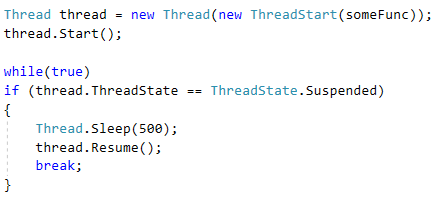 Thread thread = new Thread(new ThreadStart(someFunc));
thread.Start();
while(true)
if (thread.ThreadState == ThreadState.Suspended)
{
Thread.Sleep(500);
thread.Resume();
break;
}